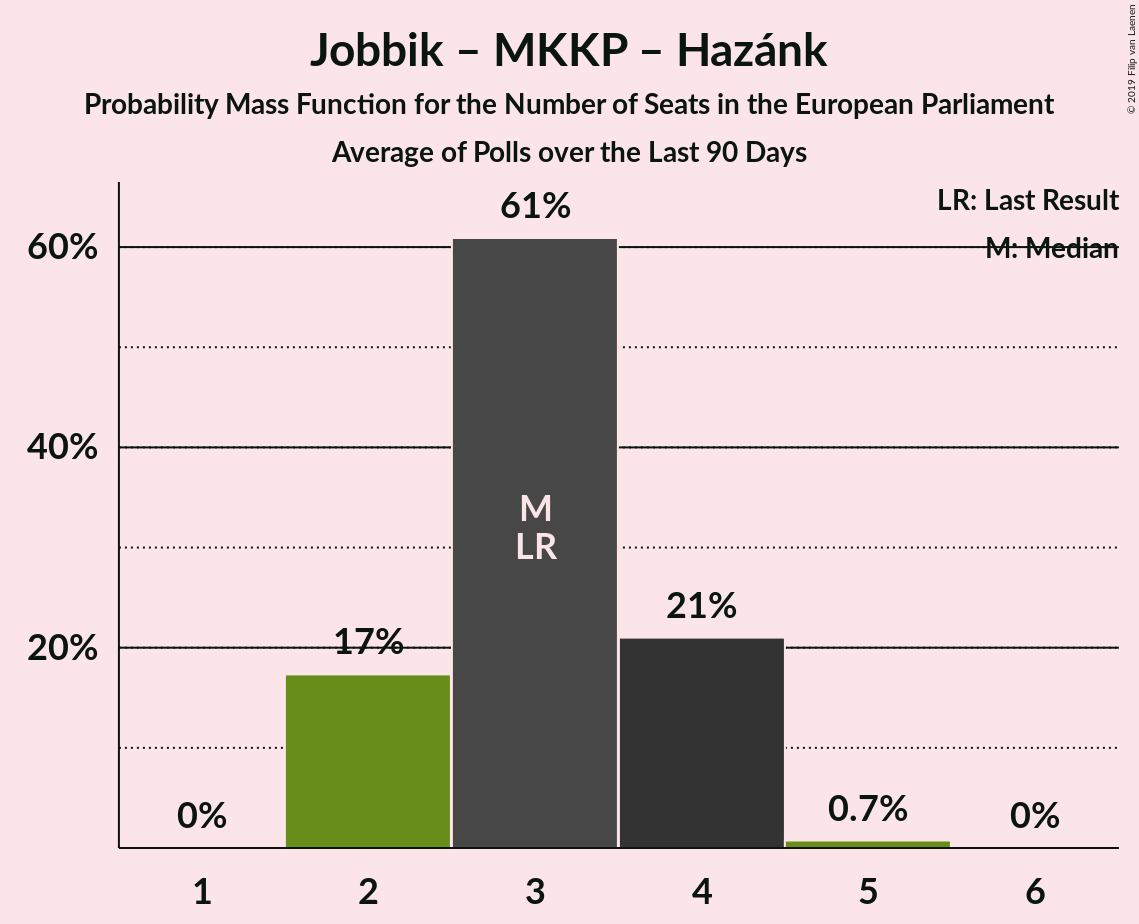 Jobbik – MKKP – Hazánk
Probability Mass Function for the Number of Seats in the European Parliament
Average of Polls over the Last 90 Days
© 2019 Filip van Laenen
LR: Last Result
M: Median
61%
60%
40%
20%
M
LR
21%
17%
0%
0.7%
0%
1 2 3 4 5 6